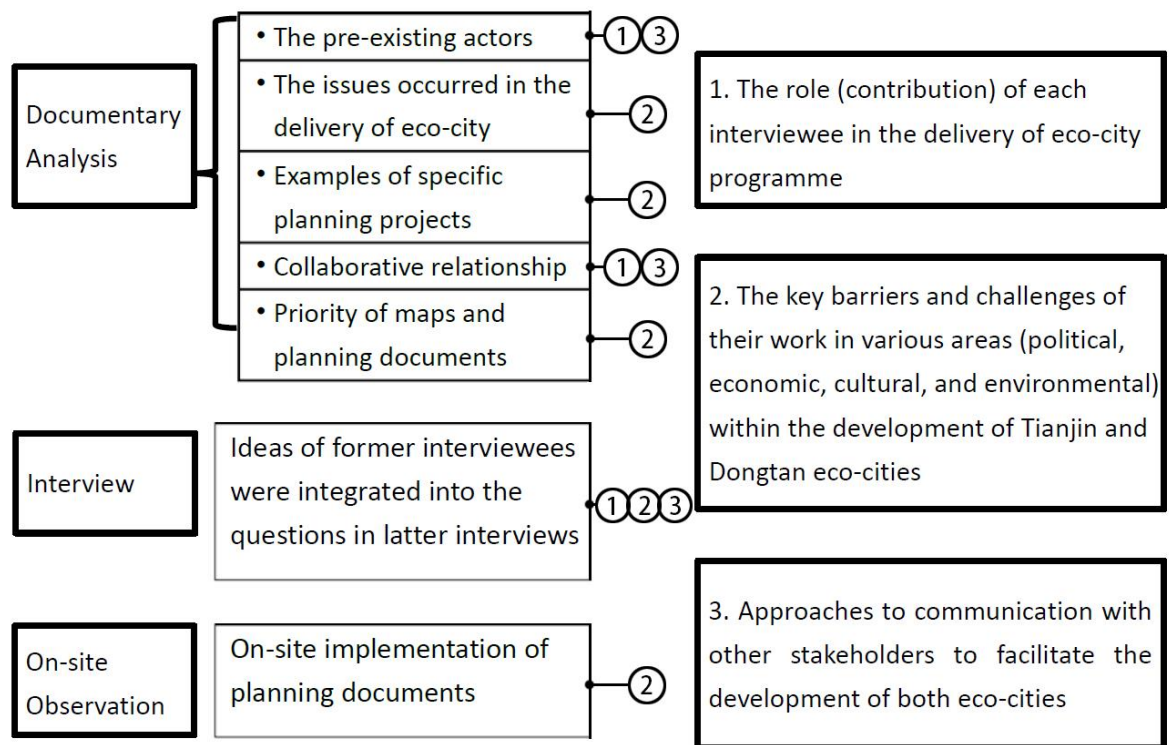 Documentary
Analysis
• The pre-existing actors
①③
• The issues occurred in the
delivery of eco-city
②
• Examples of specific
planning projects
②
• Collaborative relationship
①③
• Priority of maps and
planning documents
②
Interview
Ideas of former interviewees
were integrated into the
questions in latter interviews
①②③
On-site
Observation
On-site implementation of
planning documents
②
1. The role (contribution) of each
interviewee in the delivery of eco-city
programme
2. The key barriers and challenges of
their work in various areas (political,
economic, cultural, and environmental)
within the development of Tianjin and
Dongtan eco-cities
3. Approaches to communication with
other stakeholders to facilitate the
development of both eco-cities